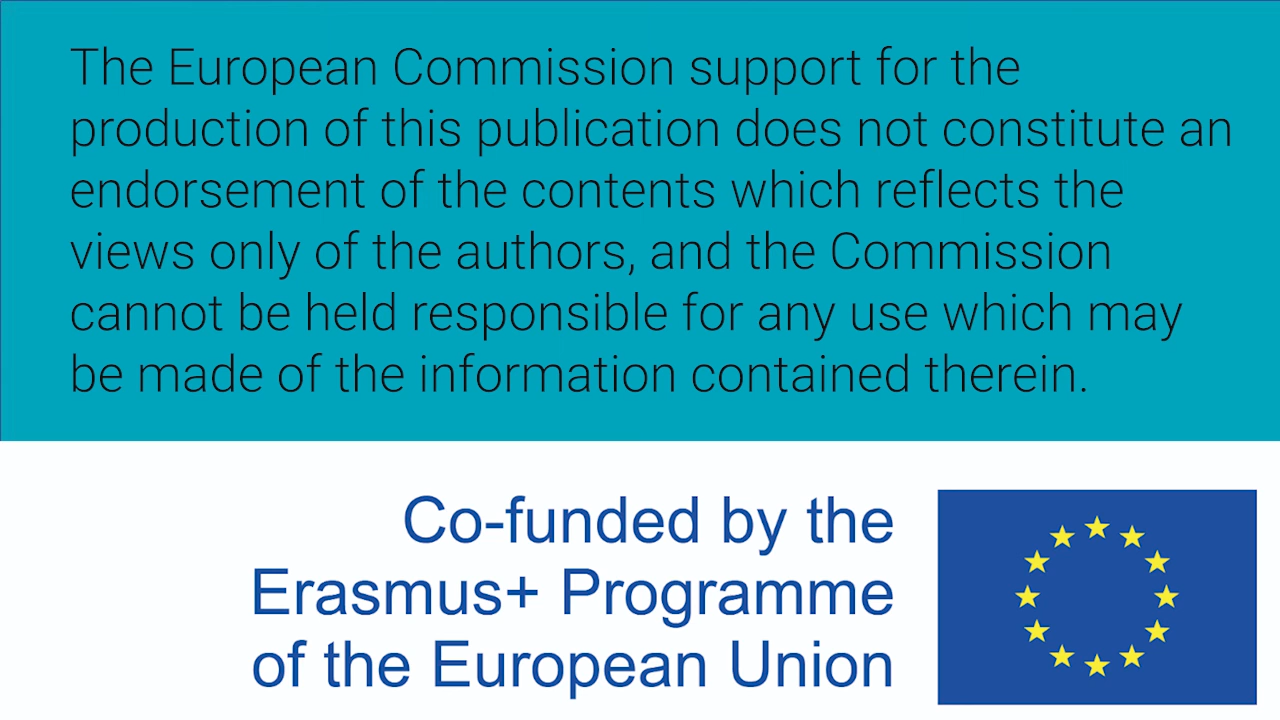 The European Commission support for the
production of this publication does not constitute an
endorsement of the contents which reflects the
views only of the authors, and the Commission
cannot be held responsible for any use which may
be made of the information contained therein.
Co-funded by the
Erasmus+ Programme
of the European Union